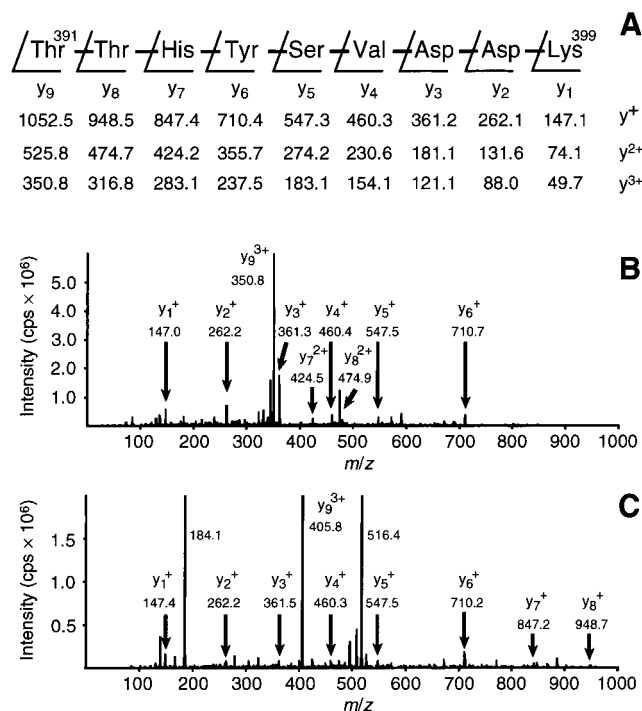 A
Thr³⁹¹ Thr His Tyr Ser Val Asp Asp Lys³⁹⁹
y₉ y₈ y₇ y₆ y₅ y₄ y₃ y₂ y₁
1052.5 948.5 847.4 710.4 547.3 460.3 361.2 262.1 147.1 y⁺
525.8 474.7 424.2 355.7 274.2 230.6 181.1 131.6 74.1 y²⁺
350.8 316.8 283.1 237.5 183.1 154.1 121.1 88.0 49.7 y³⁺
B
Intensity (cps × 10⁶)
5.0
4.0
3.0
2.0
1.0
y₉³⁺
350.8
y₁⁺ y₂⁺ y₃⁺ y₄⁺ y₅⁺ y₆⁺
147.0 262.2 361.3 460.4 547.5 710.7
y₇²⁺ y₈²⁺
424.5 474.9
100 200 300 400 500 600 700 800 900 1000
m/z
C
Intensity (cps × 10⁶)
1.5
1.0
0.5
184.1
y₉³⁺
405.8
516.4
y₁⁺ y₂⁺ y₃⁺ y₄⁺ y₅⁺ y₆⁺ y₇⁺ y₈⁺
147.4 262.2 361.5 460.3 547.5 710.2 847.2 948.7
100 200 300 400 500 600 700 800 900 1000
m/z